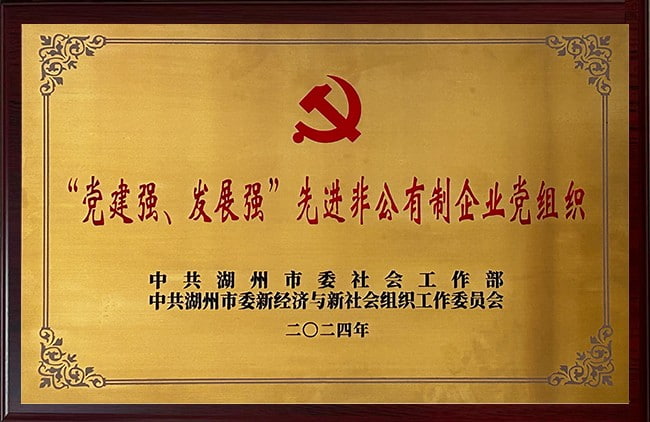 “党建强、发展强”先进非公有制企业党组织
中共湖州市委社会工作部
中共湖州市委新经济与新社会组织工作委员会
二〇二四年